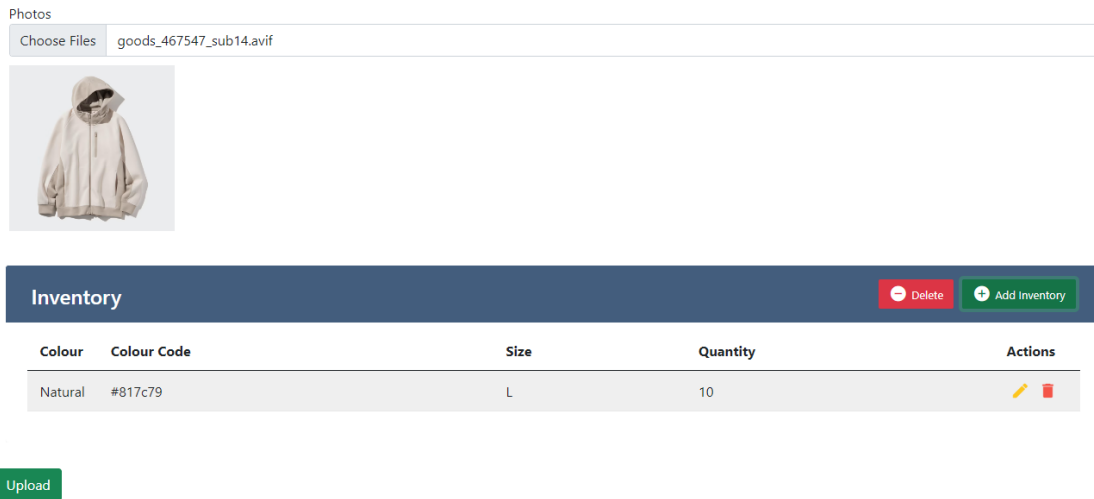 Photos
Choose Files goods_467547_sub14.avif
Inventory Delete Add Inventory
Colour Colour Code Size Quantity Actions
Natural #817c79 L 10
Upload